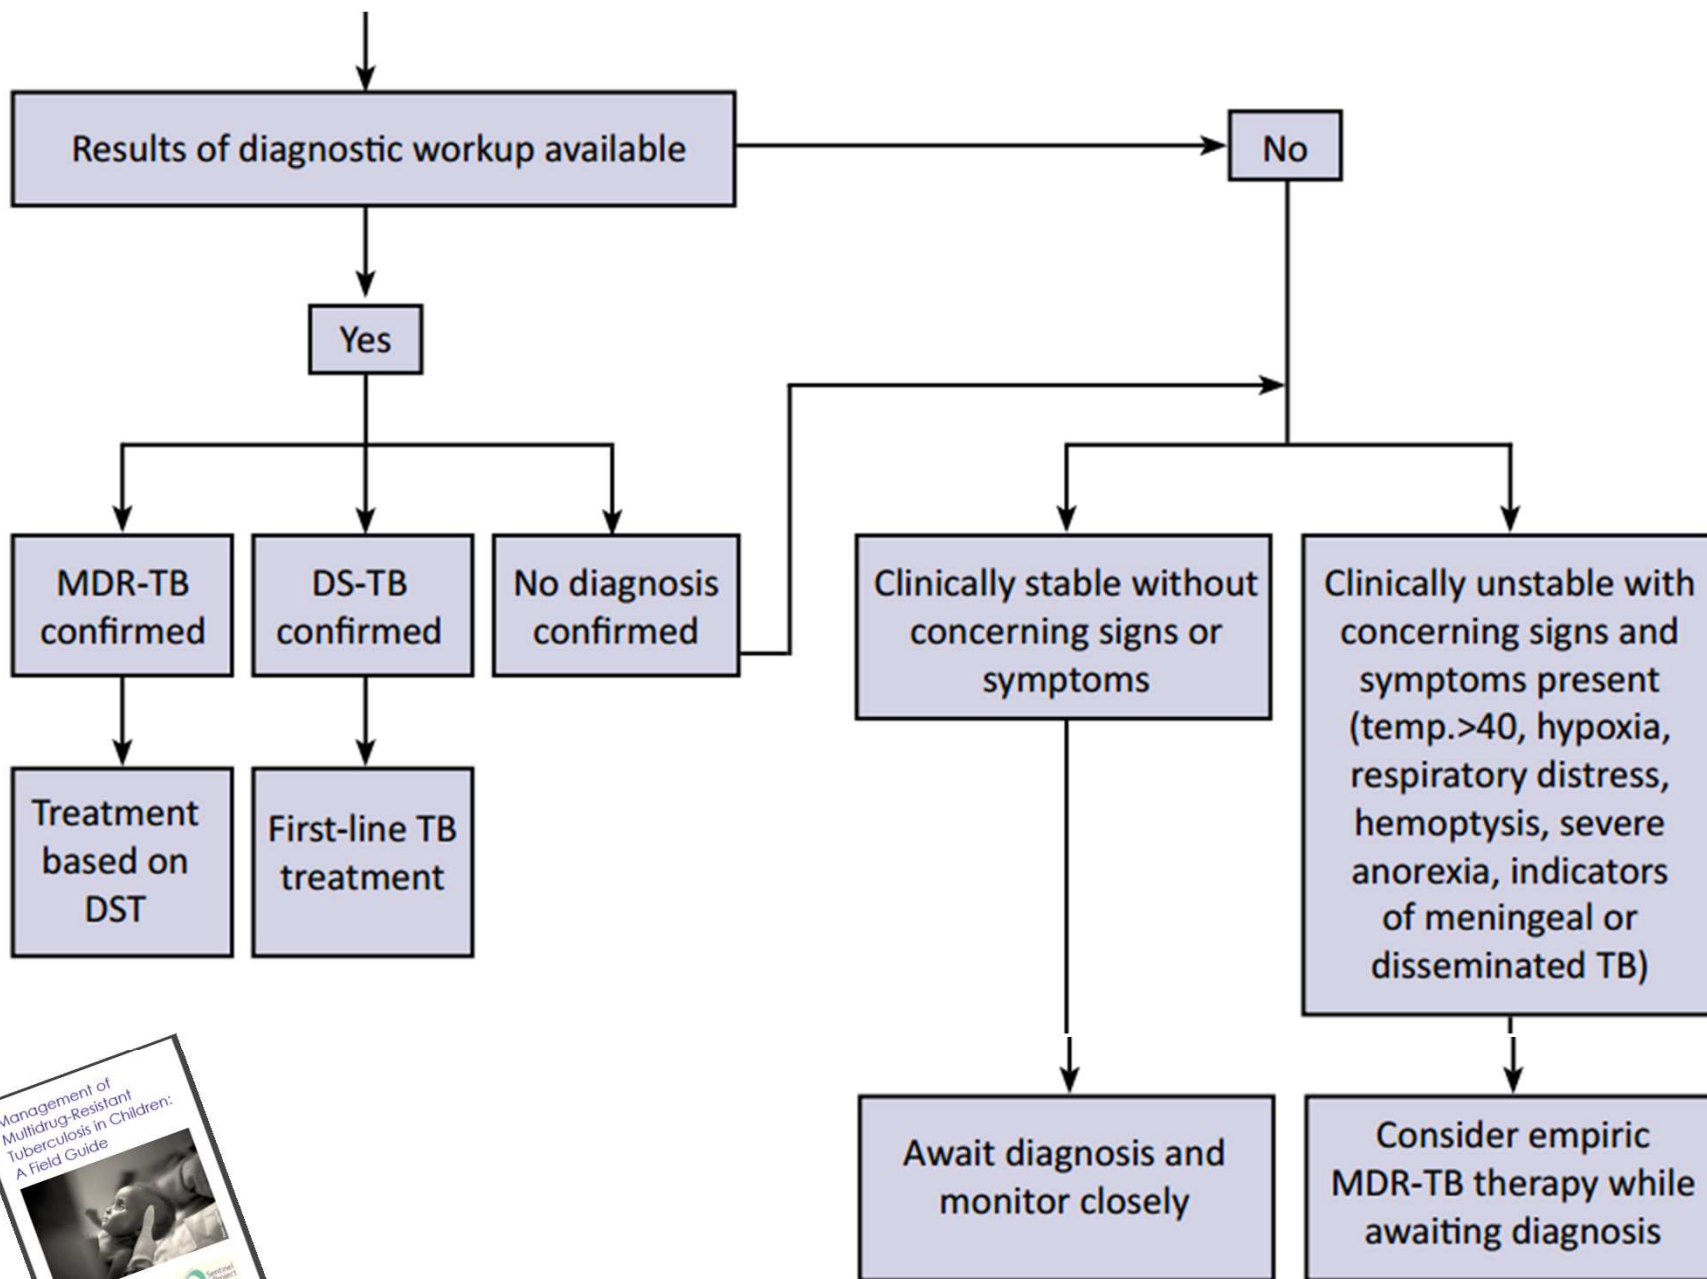 Results of diagnostic workup available
No
Yes
MDR-TB
confirmed
DS-TB
confirmed
No diagnosis
confirmed
Clinically stable without
concerning signs or
symptoms
Clinically unstable with
concerning signs and
symptoms present
(temp.>40, hypoxia,
respiratory distress,
hemoptysis, severe
anorexia, indicators
of meningeal or
disseminated TB)
Treatment
based on
DST
First-line TB
treatment
Await diagnosis and
monitor closely
Consider empiric
MDR-TB therapy while
awaiting diagnosis
Management of
Multidrug-Resistant
Tuberculosis in Children:
A Field Guide
Sentinel
Project